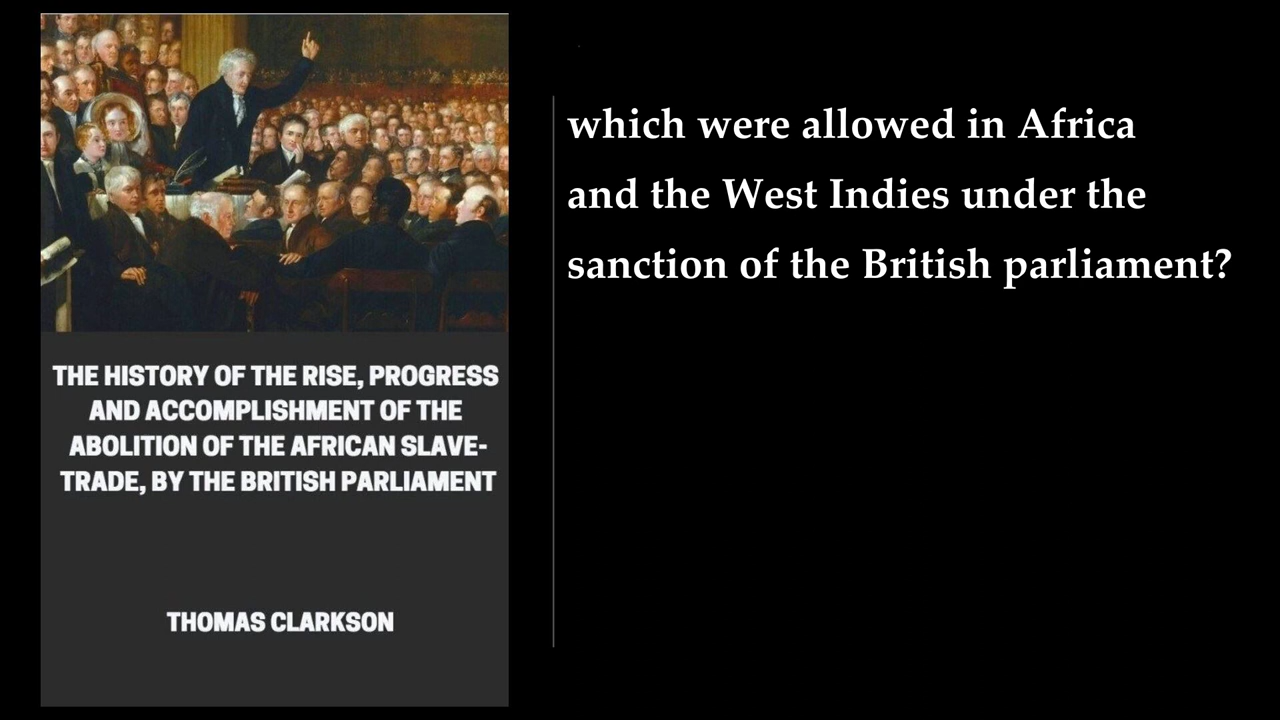 THE HISTORY OF THE RISE, PROGRESS
AND ACCOMPLISHMENT OF THE
ABOLITION OF THE AFRICAN SLAVE-
TRADE, BY THE BRITISH PARLIAMENT
THOMAS CLARKSON
which were allowed in Africa
and the West Indies under the
sanction of the British parliament?